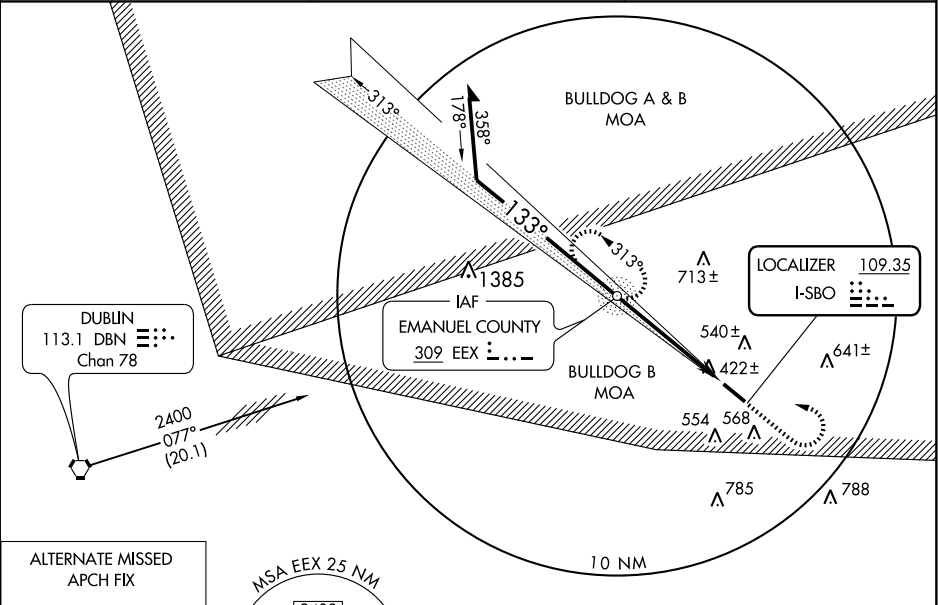 BULLDOG A & B
MOA
313°
358°
178°
133°
313°
713±
1385
LOCALIZER 109.35
I-SBO
IAF
EMANUEL COUNTY
309 EEX
DUBLIN
113.1 DBN
Chan 78
540±
422±
641±
BULLDOG B
MOA
2400
077°
(20.1)
554
568
785
788
10 NM
ALTERNATE MISSED
APCH FIX
MSA EEX 25 NM